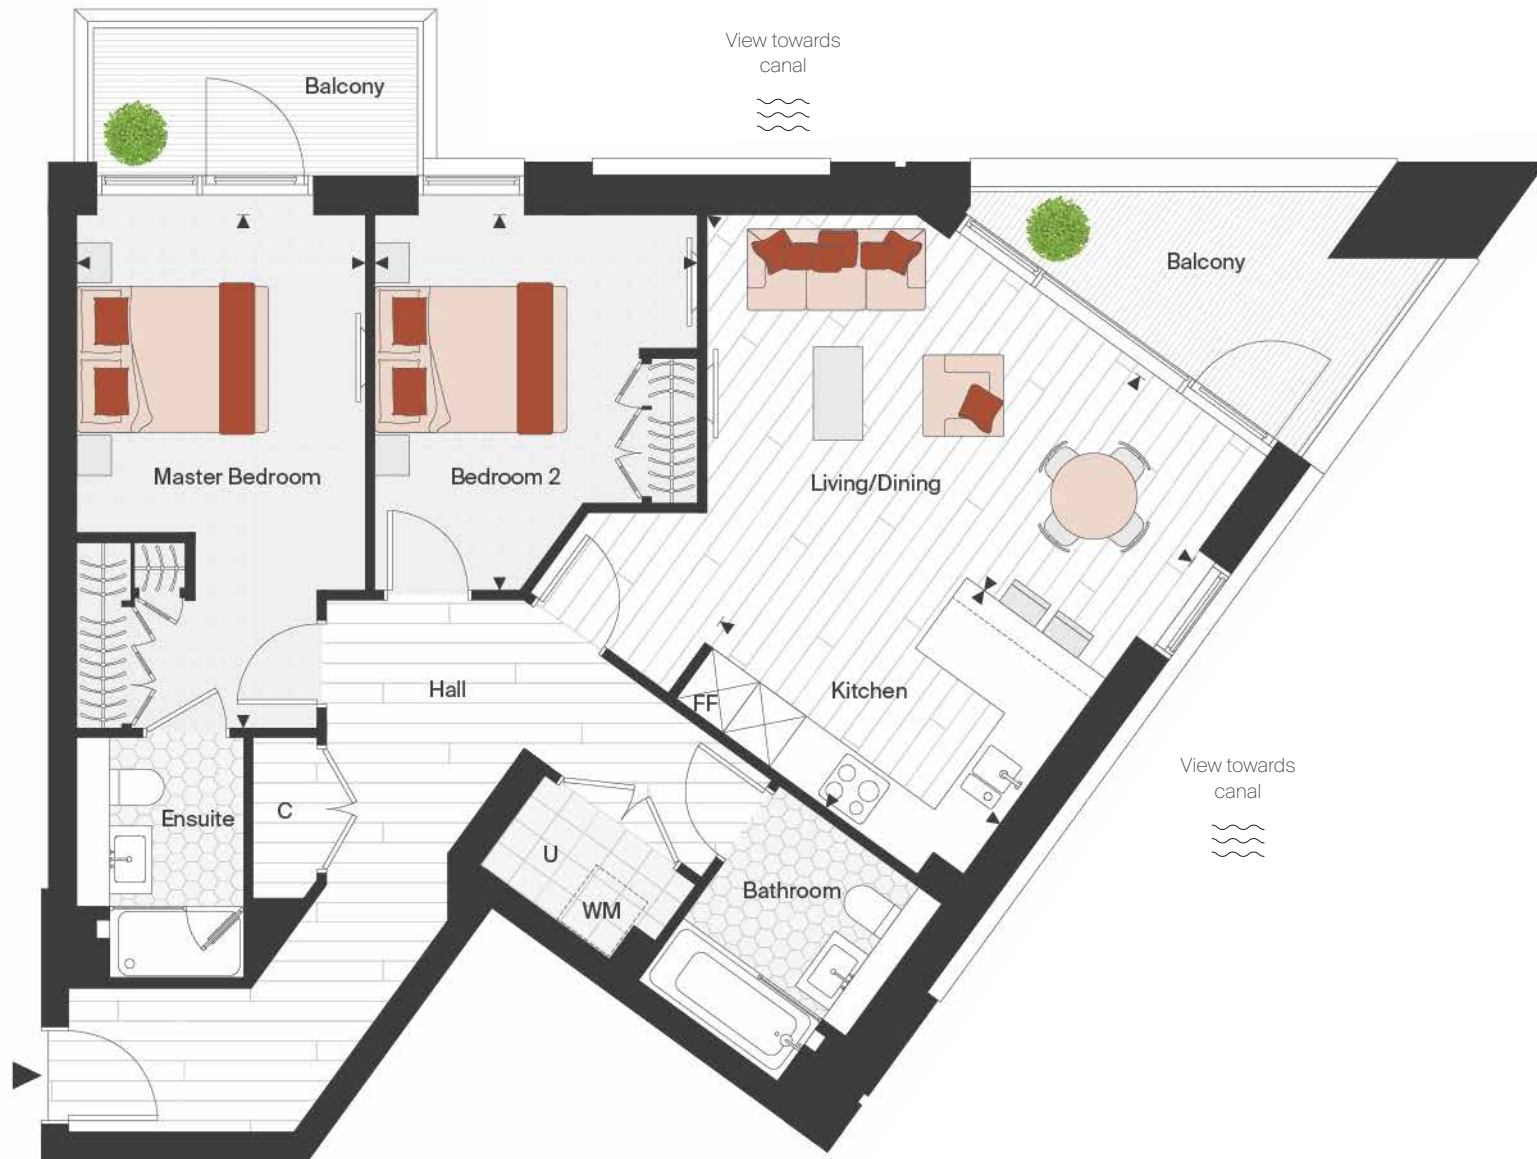 View towards
canal
Balcony
Balcony
Master Bedroom
Bedroom 2
Living/Dining
Hall
FF
Kitchen
View towards
canal
Ensuite
C
U
WM
Bathroom